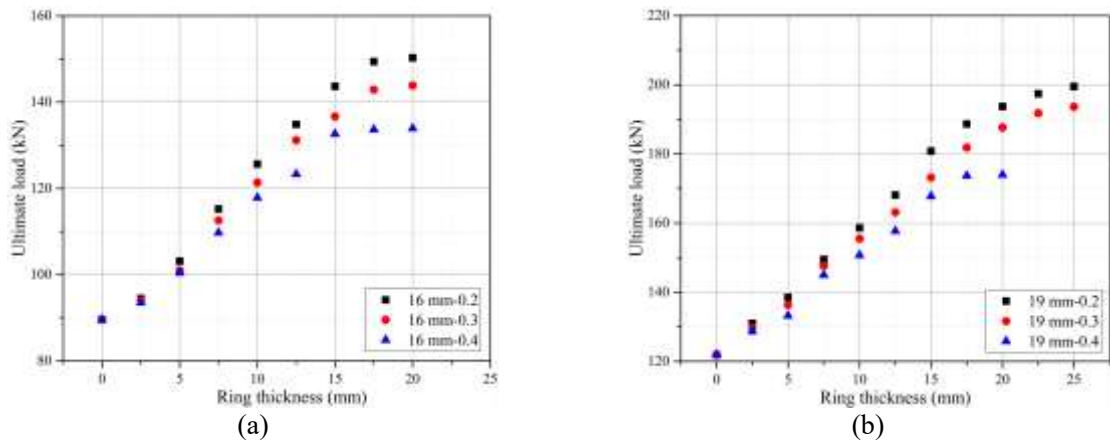 160
140
120
100
80
Ultimate load (kN)
16 mm-0.2
16 mm-0.3
16 mm-0.4
0 5 10 15 20 25
Ring thickness (mm)
(a)
220
200
180
160
140
120
Ultimate load (kN)
19 mm-0.2
19 mm-0.3
19 mm-0.4
0 5 10 15 20 25
Ring thickness (mm)
(b)